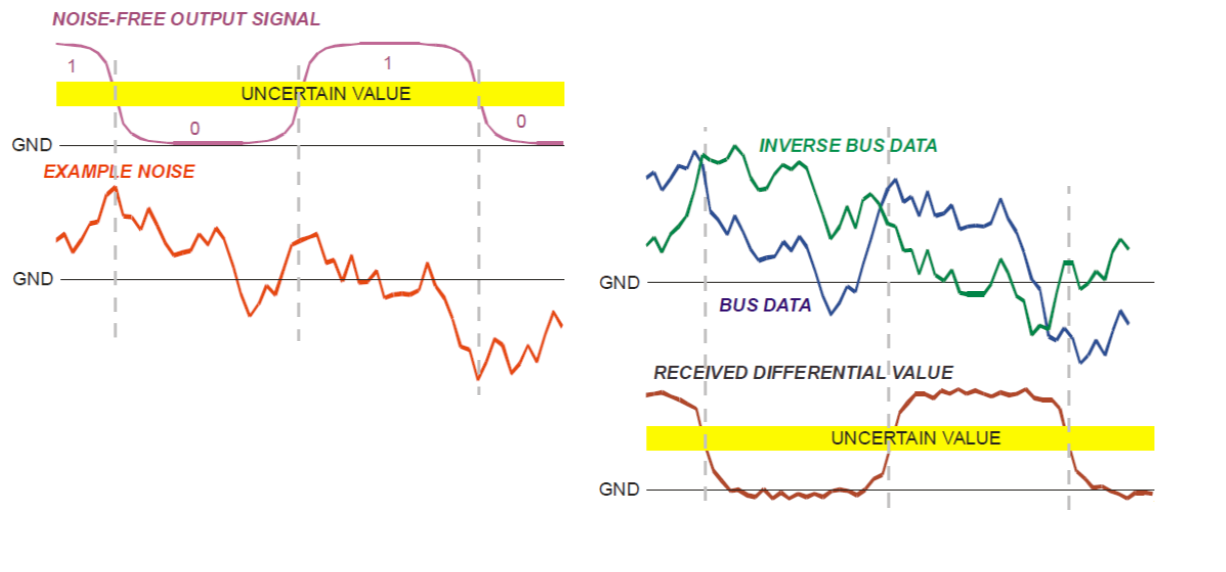 NOISE-FREE OUTPUT SIGNAL
1
1
UNCERTAIN VALUE
0
0
GND
EXAMPLE NOISE
GND
INVERSE BUS DATA
GND
BUS DATA
RECEIVED DIFFERENTIAL VALUE
UNCERTAIN VALUE
GND